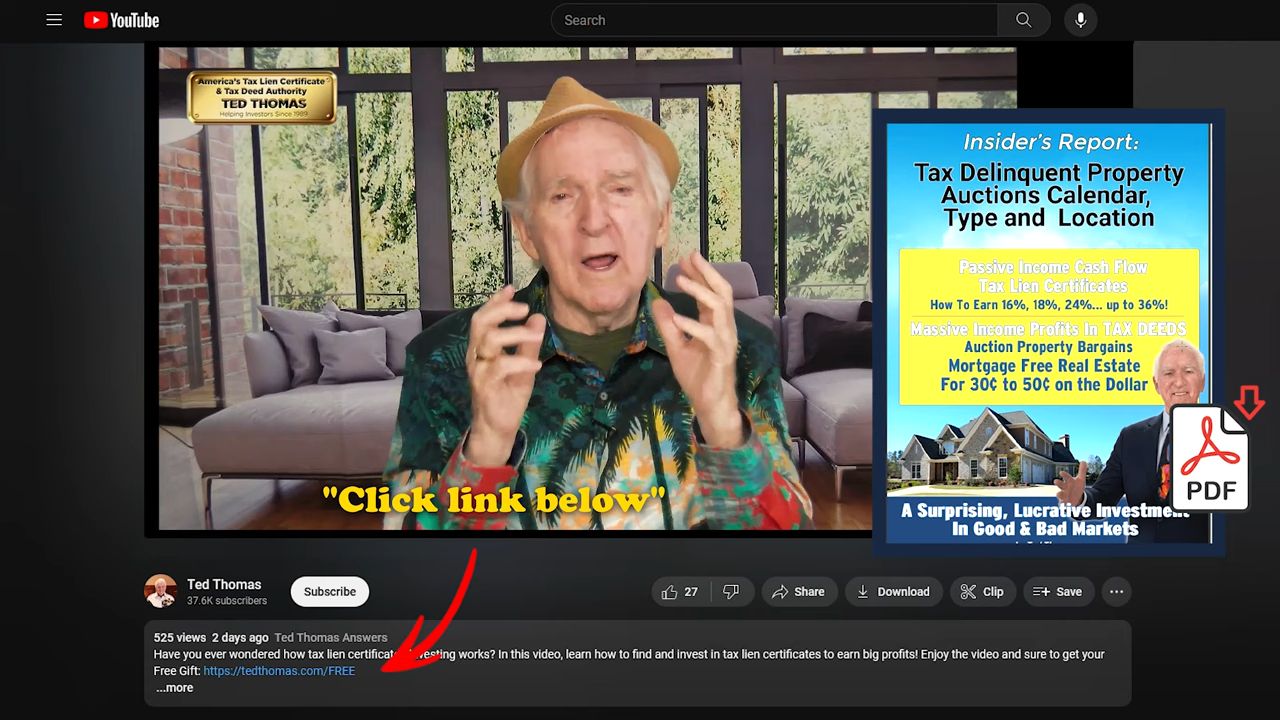 YouTube
Search
America's Tax Lien Certificate
& Tax Deed Authority
TED THOMAS
Helping Investors Since 1989
Insider's Report:
Tax Delinquent Property
Auctions Calendar,
Type and Location
Passive Income Cash Flow
Tax Lien Certificates
How To Earn 16%, 18%, 24%... up to 36%!
Massive Income Profits In TAX DEEDS
Auction Property Bargains
Mortgage Free Real Estate
For 30¢ to 50¢ on the Dollar
PDF
A Surprising, Lucrative Investment
In Good & Bad Markets
"Click link below"
Ted Thomas
37.6K subscribers
Subscribe
27
Share
Download
Clip
Save
525 views 2 days ago Ted Thomas Answers
Have you ever wondered how tax lien certificate investing works? In this video, learn how to find and invest in tax lien certificates to earn big profits! Enjoy the video and sure to get your
Free Gift: https://tedthomas.com/FREE
...more